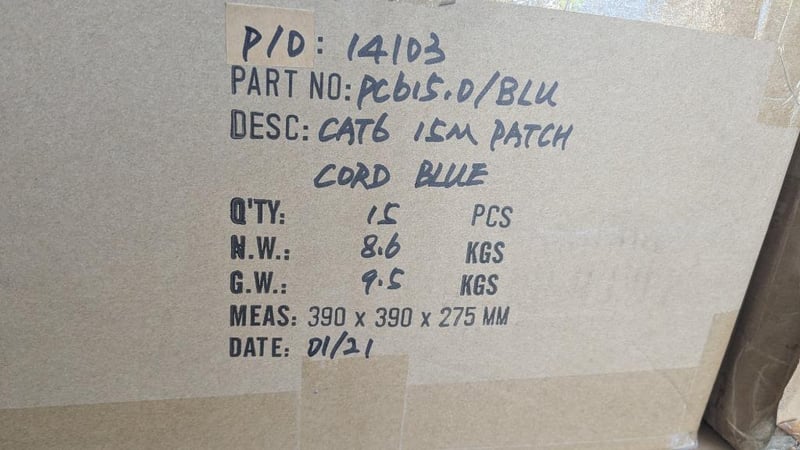 P/O: 14103
PART NO: PC615.0/BLU
DESC: CAT6 15M PATCH
CORD BLUE
Q'TY: 15 PCS
N.W.: 8.6 KGS
G.W.: 9.5 KGS
MEAS: 390 x 390 x 275 MM
DATE: 01/21